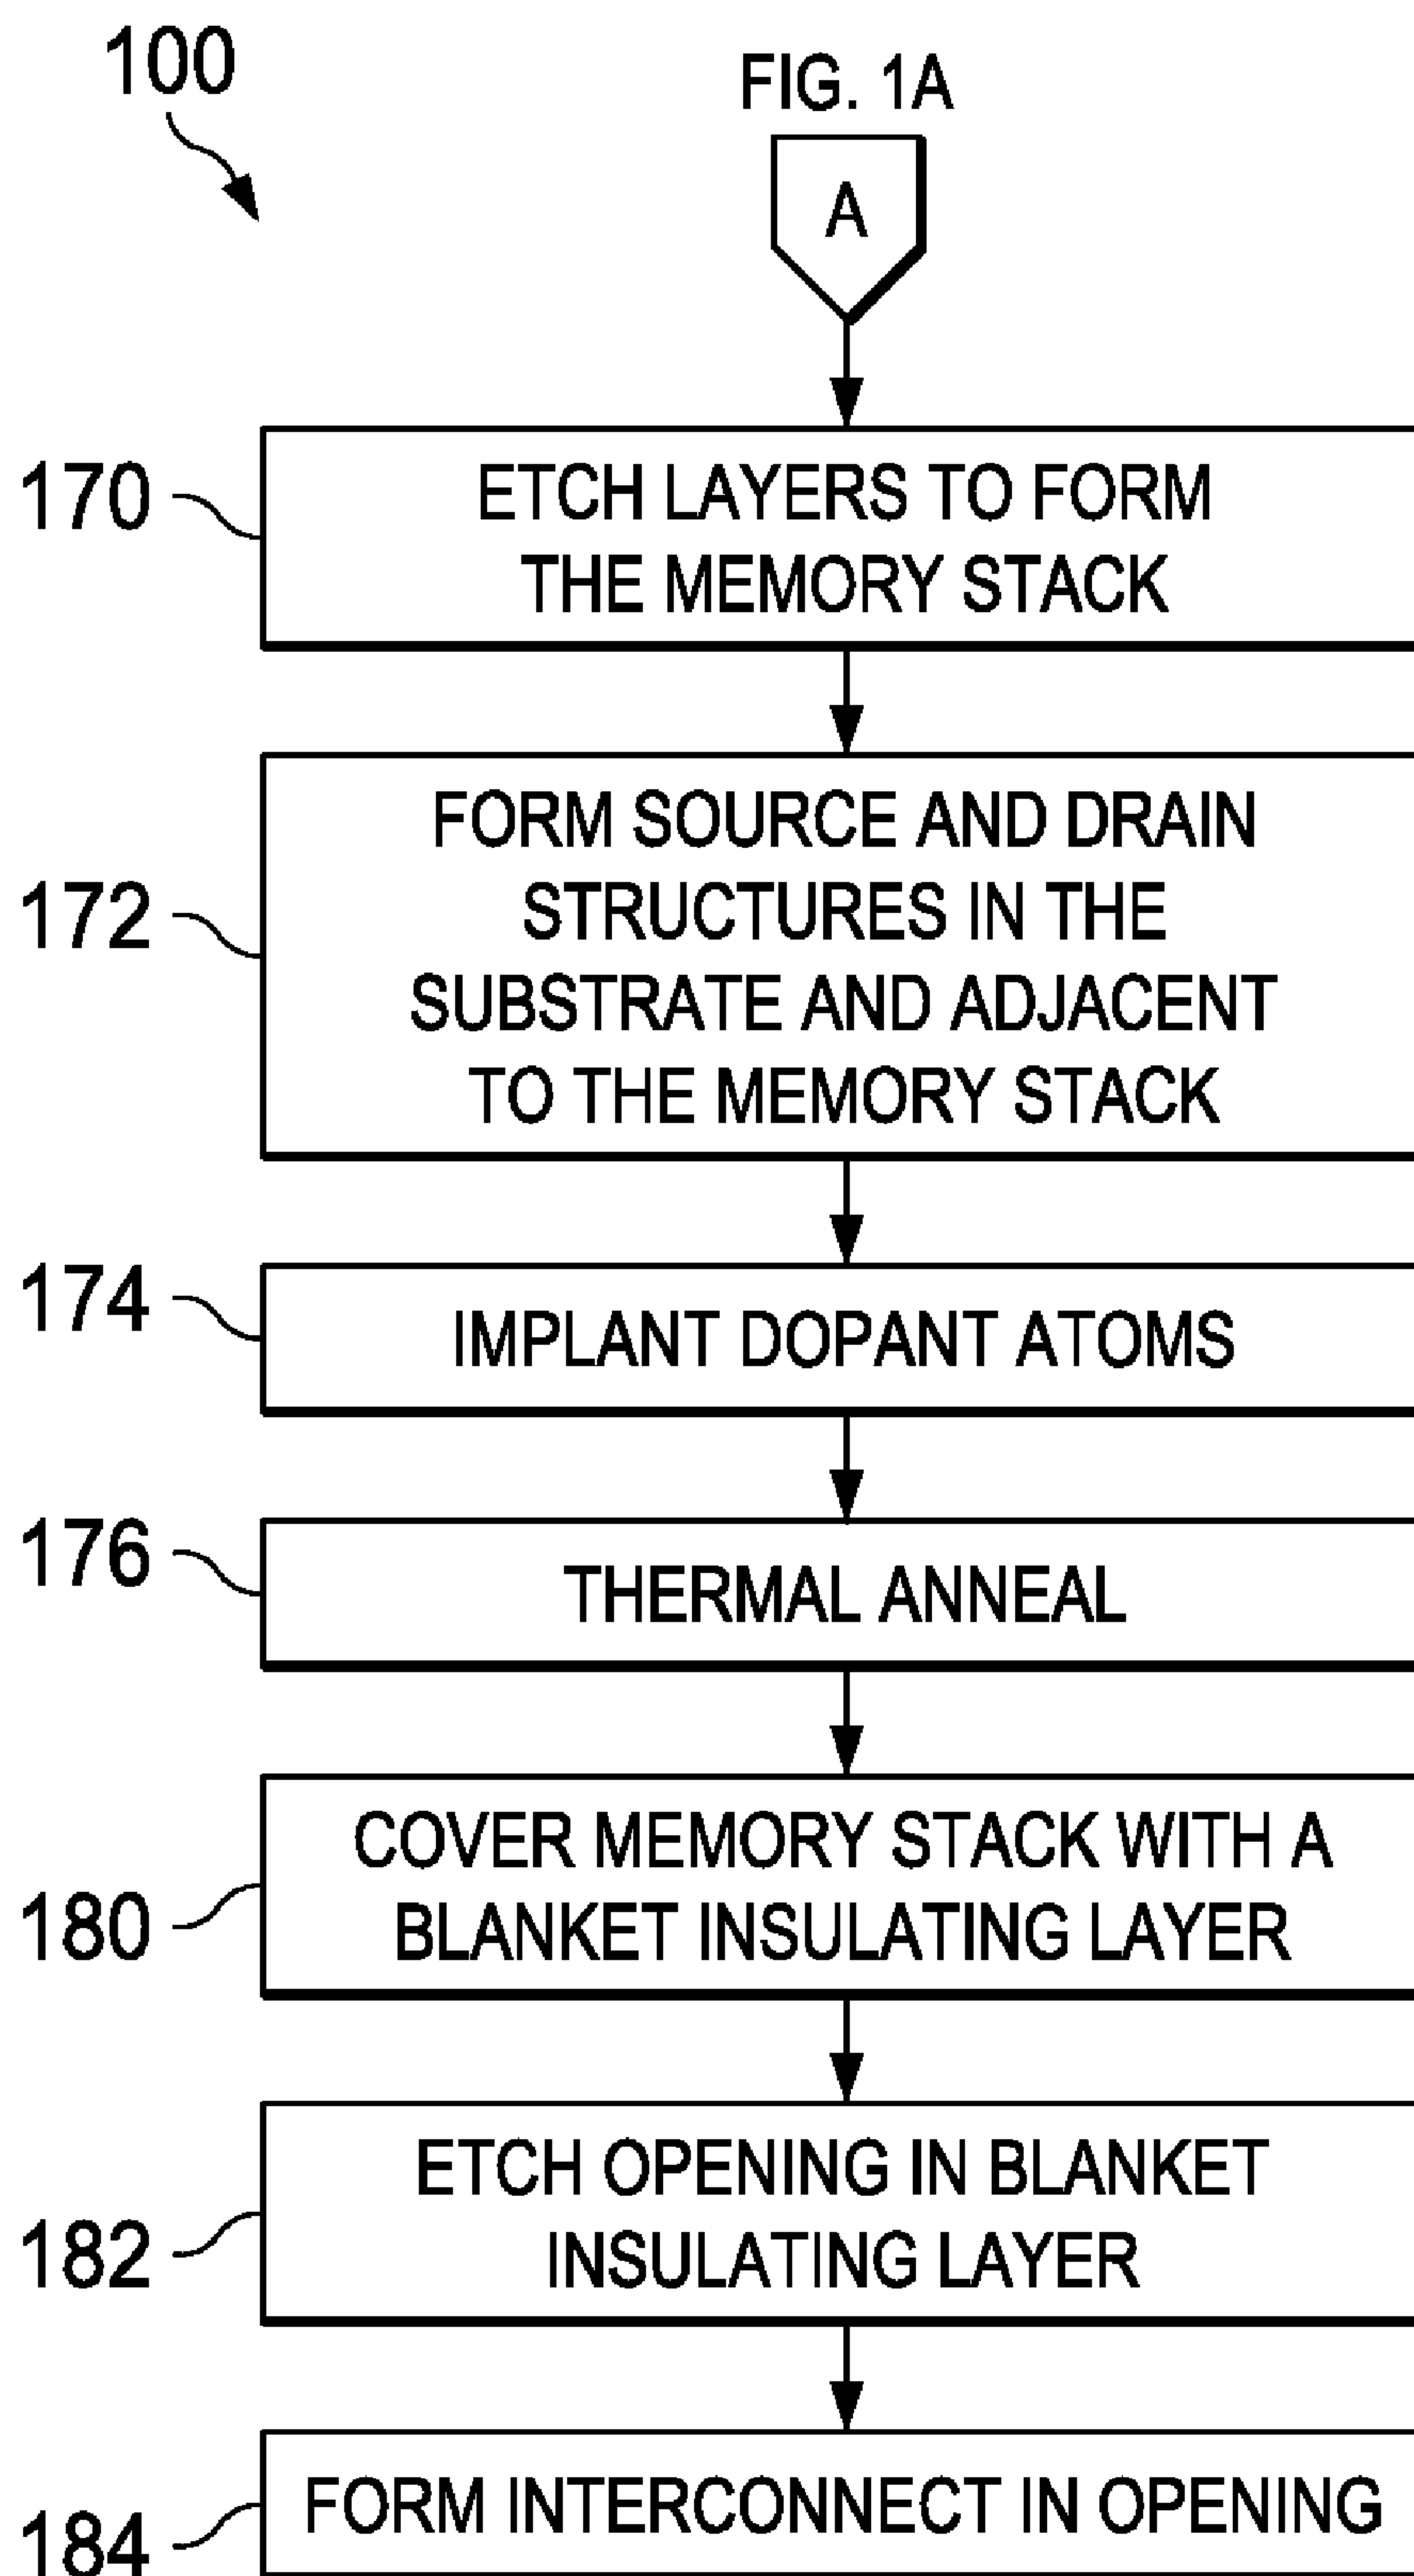 100
FIG. 1A
A
170
ETCH LAYERS TO FORM
THE MEMORY STACK
172
FORM SOURCE AND DRAIN
STRUCTURES IN THE
SUBSTRATE AND ADJACENT
TO THE MEMORY STACK
174
IMPLANT DOPANT ATOMS
176
THERMAL ANNEAL
180
COVER MEMORY STACK WITH A
BLANKET INSULATING LAYER
182
ETCH OPENING IN BLANKET
INSULATING LAYER
184
FORM INTERCONNECT IN OPENING